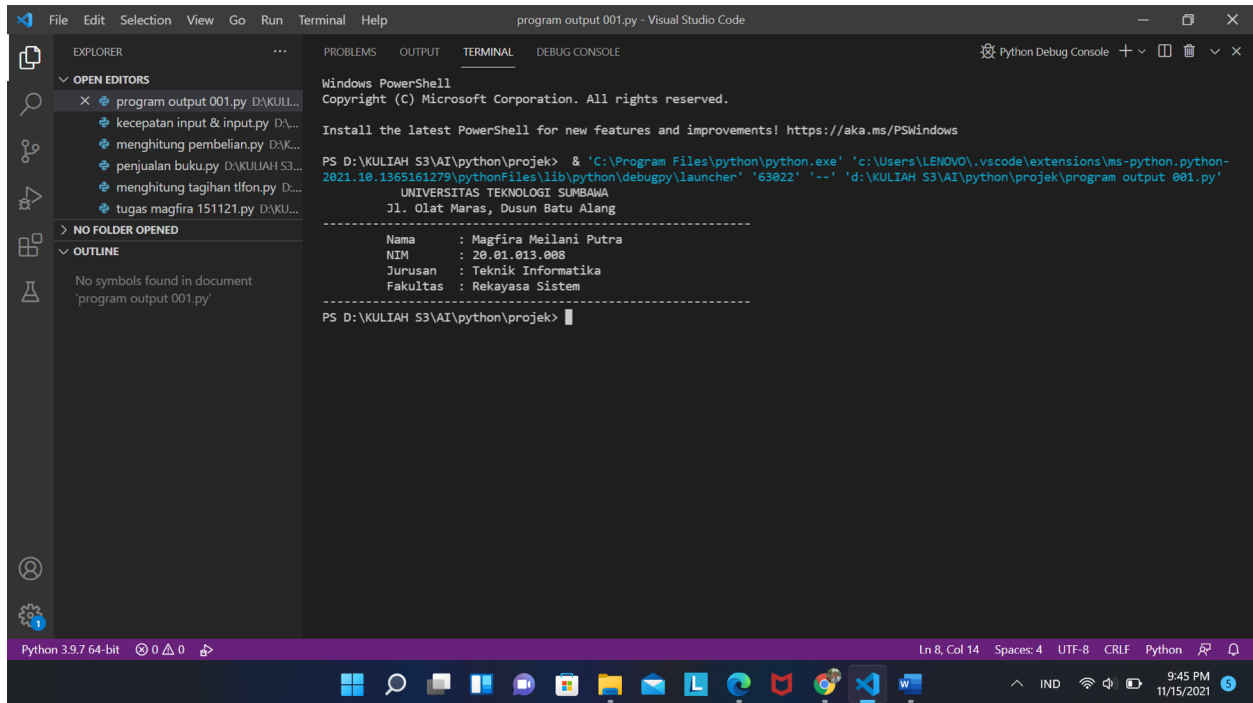 File Edit Selection View Go Run Terminal Help program output 001.py - Visual Studio Code
EXPLORER ...
OPEN EDITORS
program output 001.py D:\KULI...
kecepatan input & input.py D:\...
menghitung pembelian.py D:\K...
penjualan buku.py D:\KULIAH S3...
menghitung tagihan tlfon.py D:...
tugas magfira 151121.py D:\KU...
NO FOLDER OPENED
OUTLINE
No symbols found in document
'program output 001.py'
PROBLEMS OUTPUT TERMINAL DEBUG CONSOLE Python Debug Console
Windows PowerShell
Copyright (C) Microsoft Corporation. All rights reserved.
Install the latest PowerShell for new features and improvements! https://aka.ms/PSWindows
PS D:\KULIAH S3\AI\python\projek> & 'C:\Program Files\python\python.exe' 'c:\Users\LENOVO\.vscode\extensions\ms-python.python-
2021.10.1365161279\pythonFiles\lib\python\debugpy\launcher' '63022' '--' 'd:\KULIAH S3\AI\python\projek\program output 001.py'
UNIVERSITAS TEKNOLOGI SUMBAWA
Jl. Olat Maras, Dusun Batu Alang
------------------------------------------------------------
Nama : Magfira Meilani Putra
NIM : 20.01.013.008
Jurusan : Teknik Informatika
Fakultas : Rekayasa Sistem
------------------------------------------------------------
PS D:\KULIAH S3\AI\python\projek>
1
Python 3.9.7 64-bit 0 0 Ln 8, Col 14 Spaces: 4 UTF-8 CRLF Python
L W IND 9:45 PM
11/15/2021 5